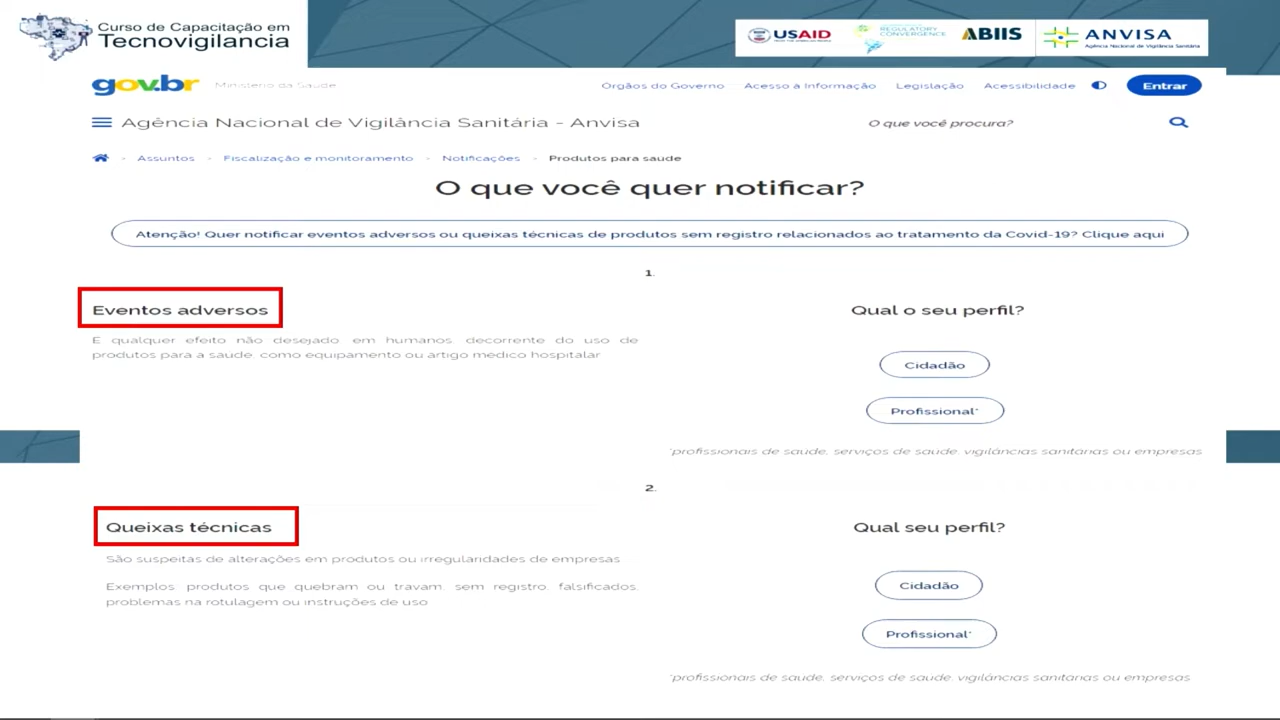 Curso de Capacitação em
Tecnovigilancia
USAID
REGULATORY
CONVERGENCE
ABIIS
ANVISA
Agência Nacional de Vigilância Sanitária
gov.br
Ministério da Saúde
Órgãos do Governo
Acesso à Informação
Legislação
Acessibilidade
Entrar
Agência Nacional de Vigilância Sanitária - Anvisa
O que você procura?
Assuntos
Fiscalização e monitoramento
Notificações
Produtos para saúde
O que você quer notificar?
Atenção! Quer notificar eventos adversos ou queixas técnicas de produtos sem registro relacionados ao tratamento da Covid-19? Clique aqui
1.
Eventos adversos
Qual o seu perfil?
É qualquer efeito não desejado, em humanos, decorrente do uso de
produtos para a saúde, como equipamento ou artigo médico hospitalar
Cidadão
Profissional*
*profissionais de saúde, serviços de saúde, vigilâncias sanitárias ou empresas
2.
Queixas técnicas
Qual seu perfil?
São suspeitas de alterações em produtos ou irregularidades de empresas
Exemplos: produtos que quebram ou travam, sem registro, falsificados,
problemas na rotulagem ou instruções de uso
Cidadão
Profissional*
*profissionais de saúde, serviços de saúde, vigilâncias sanitárias ou empresas